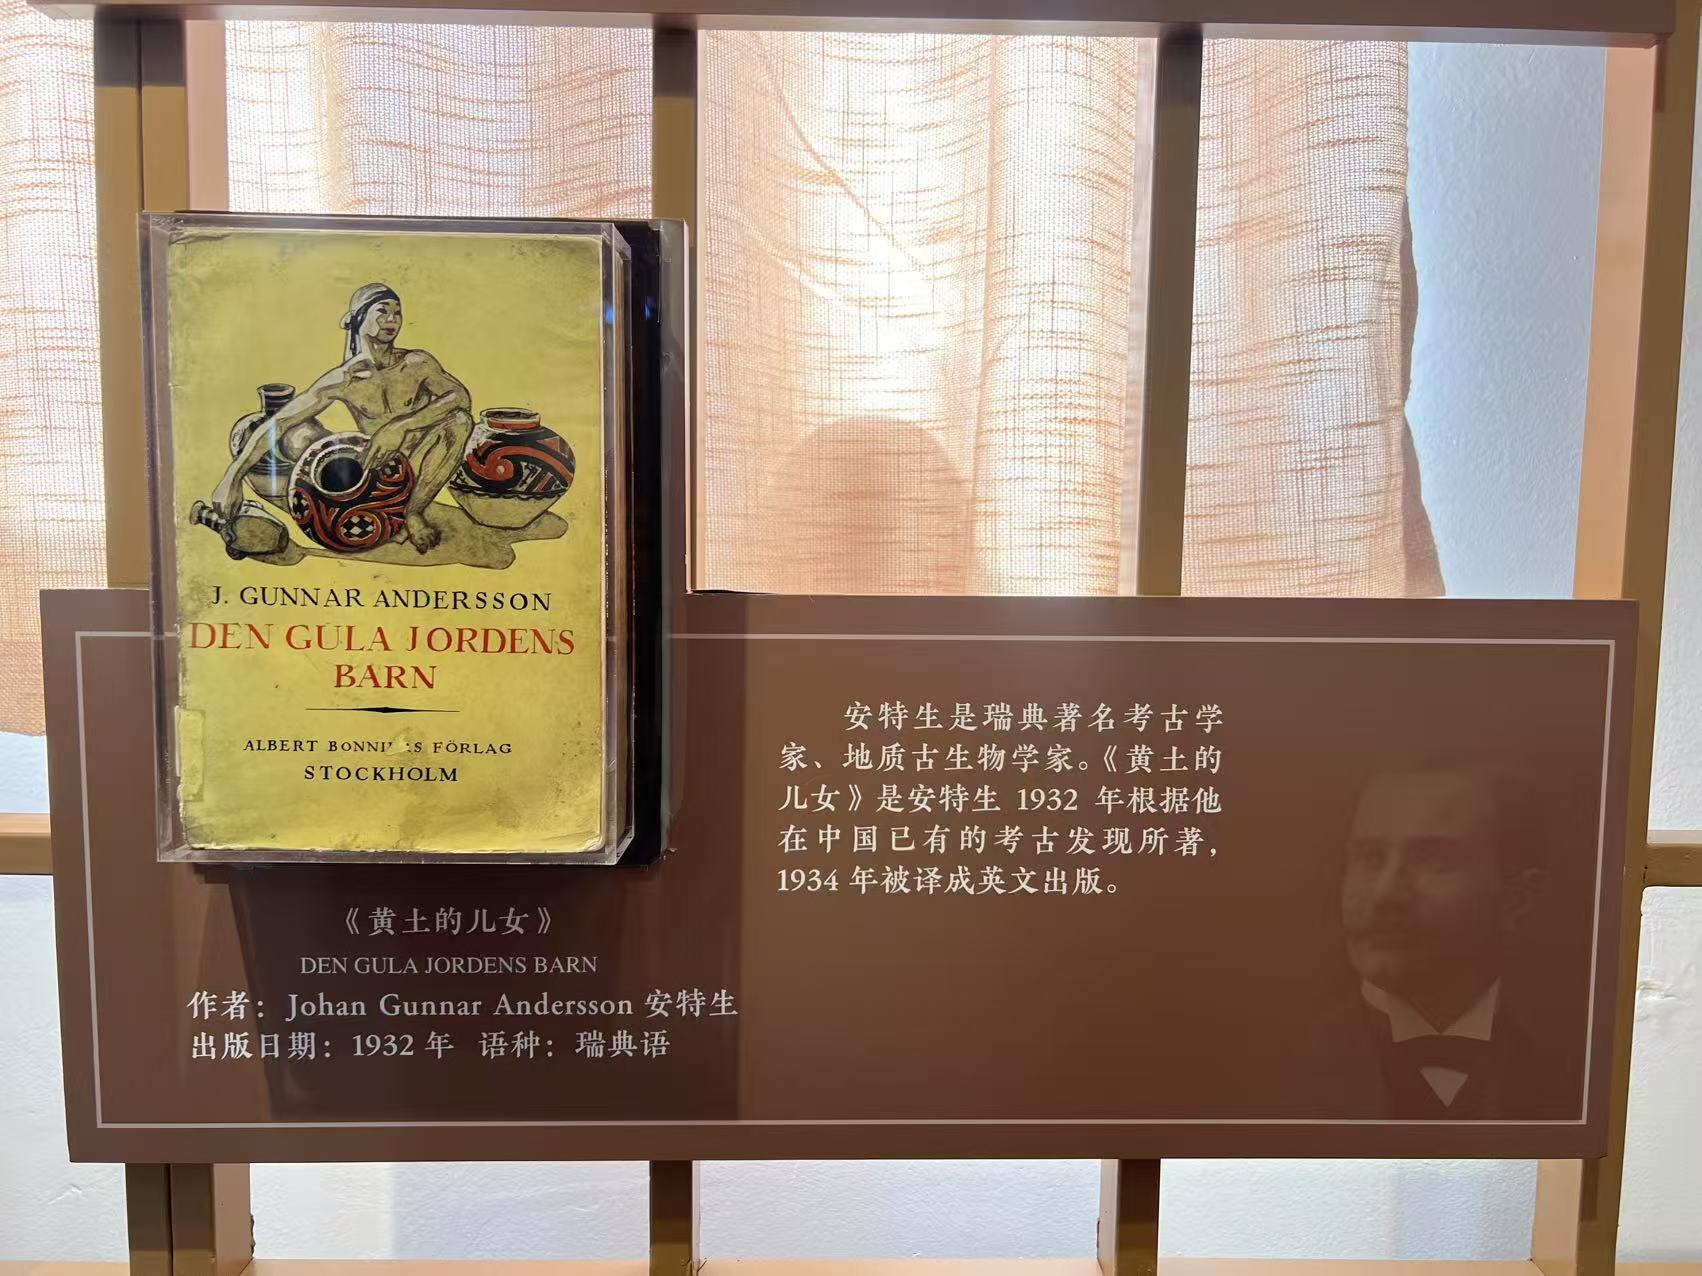 J. GUNNAR ANDERSSON
DEN GULA JORDENS
BARN
ALBERT FÖRLAG
STOCKHOLM
《黄土的儿女》
DEN GULA JORDENS BARN
作者：Johan Gunnar Andersson 安特生
出版日期：1932 年 语种：瑞典语
安特生是瑞典著名考古学
家、地质古生物学家。《黄土的
儿女》是安特生 1932 年根据他
在中国已有的考古发现所著，
1934 年被译成英文出版。